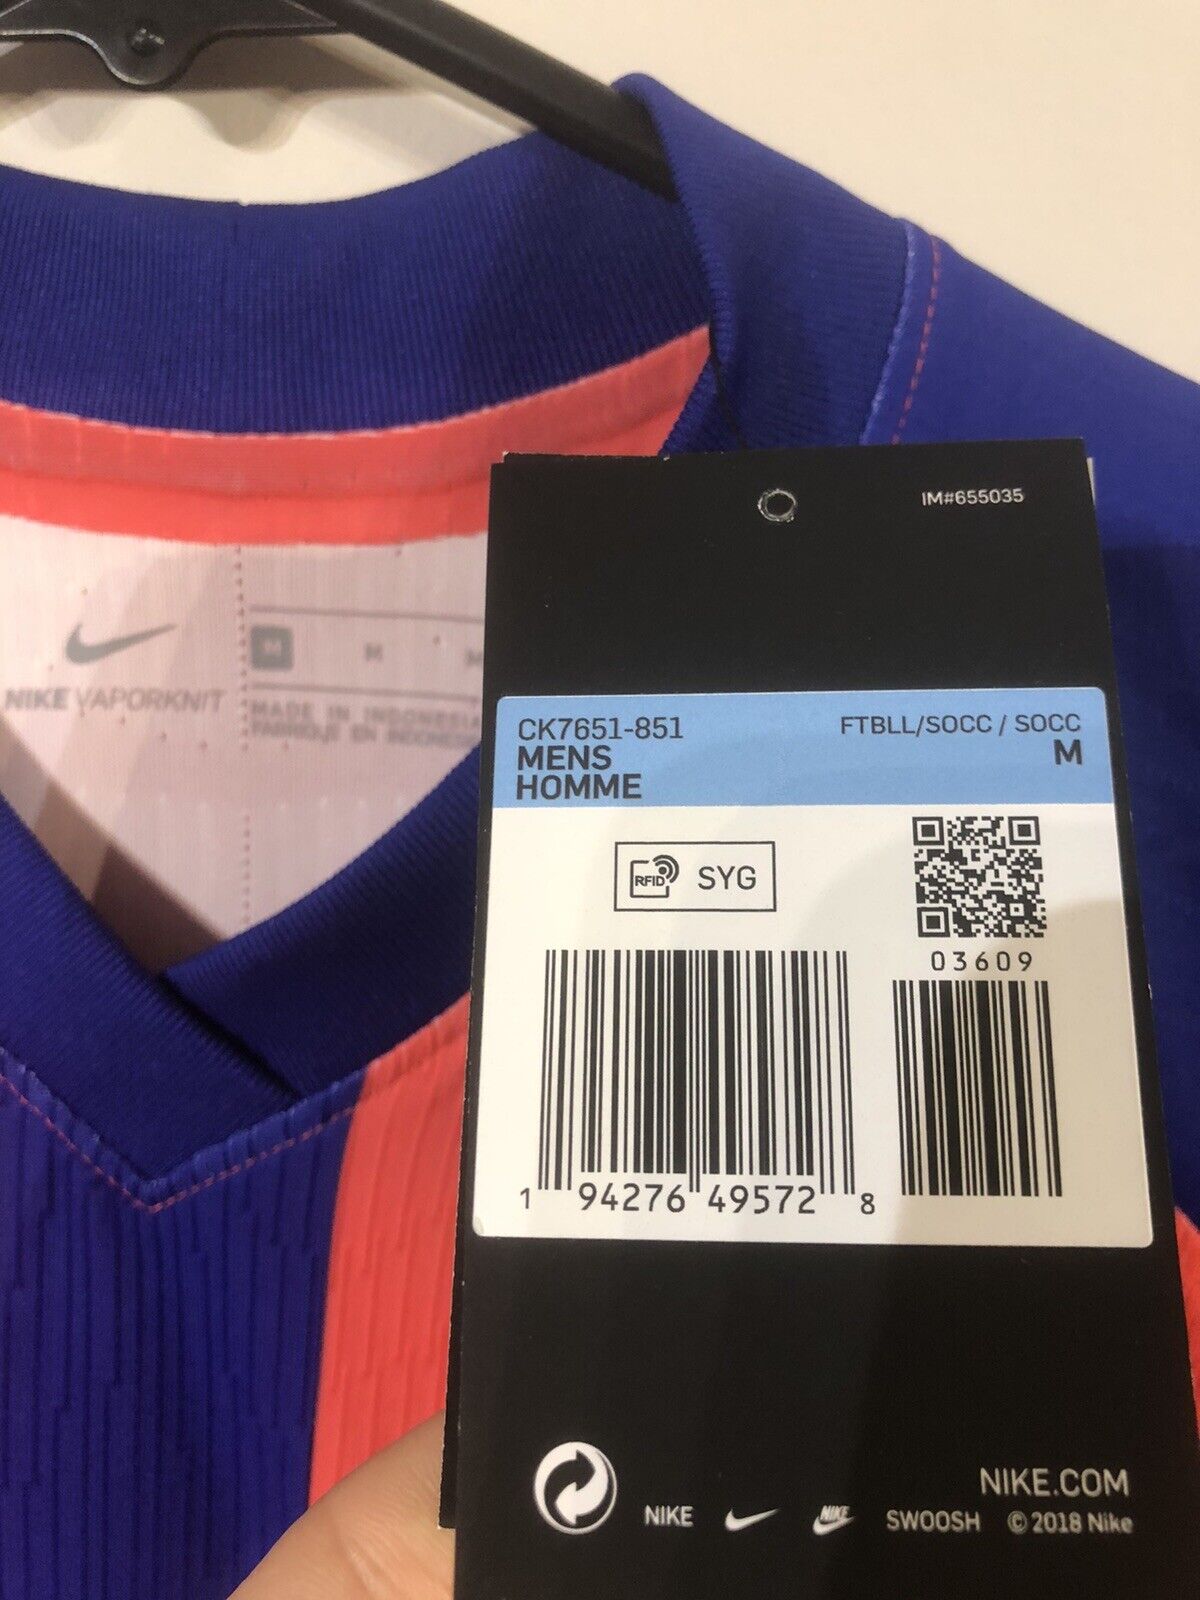 IM#655035
NIKE VAPORKNIT
M M M
MADE IN INDONESIA
CK7651-851
MENS
HOMME
FTBLL/SOCC / SOCC
M
RFID SYG
03609
1 94276 49572 8
NIKE.COM
NIKE NIKE SWOOSH © 2018 Nike